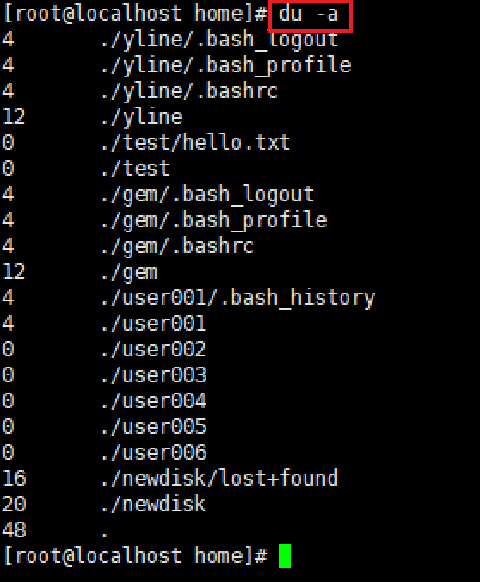 [root@localhost home]# du -a
4 ./yline/.bash_logout
4 ./yline/.bash_profile
4 ./yline/.bashrc
12 ./yline
0 ./test/hello.txt
0 ./test
4 ./gem/.bash_logout
4 ./gem/.bash_profile
4 ./gem/.bashrc
12 ./gem
4 ./user001/.bash_history
4 ./user001
0 ./user002
0 ./user003
0 ./user004
0 ./user005
0 ./user006
16 ./newdisk/lost+found
20 ./newdisk
48 .
[root@localhost home]#